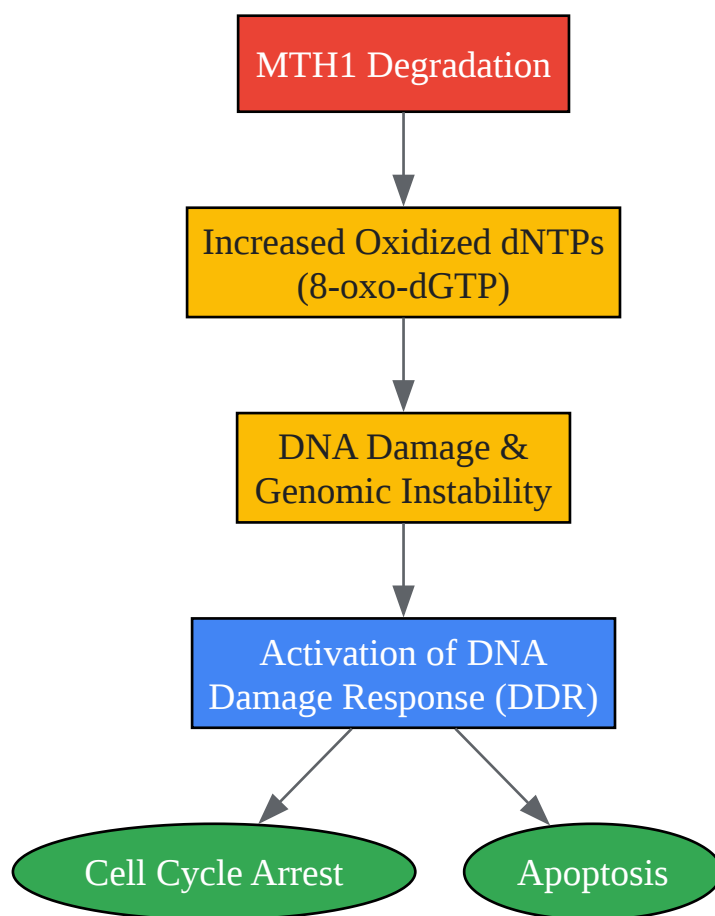 MTH1 Degradation
Increased Oxidized dNTPs
(8-oxo-dGTP)
DNA Damage &
Genomic Instability
Activation of DNA
Damage Response (DDR)
Cell Cycle Arrest
Apoptosis